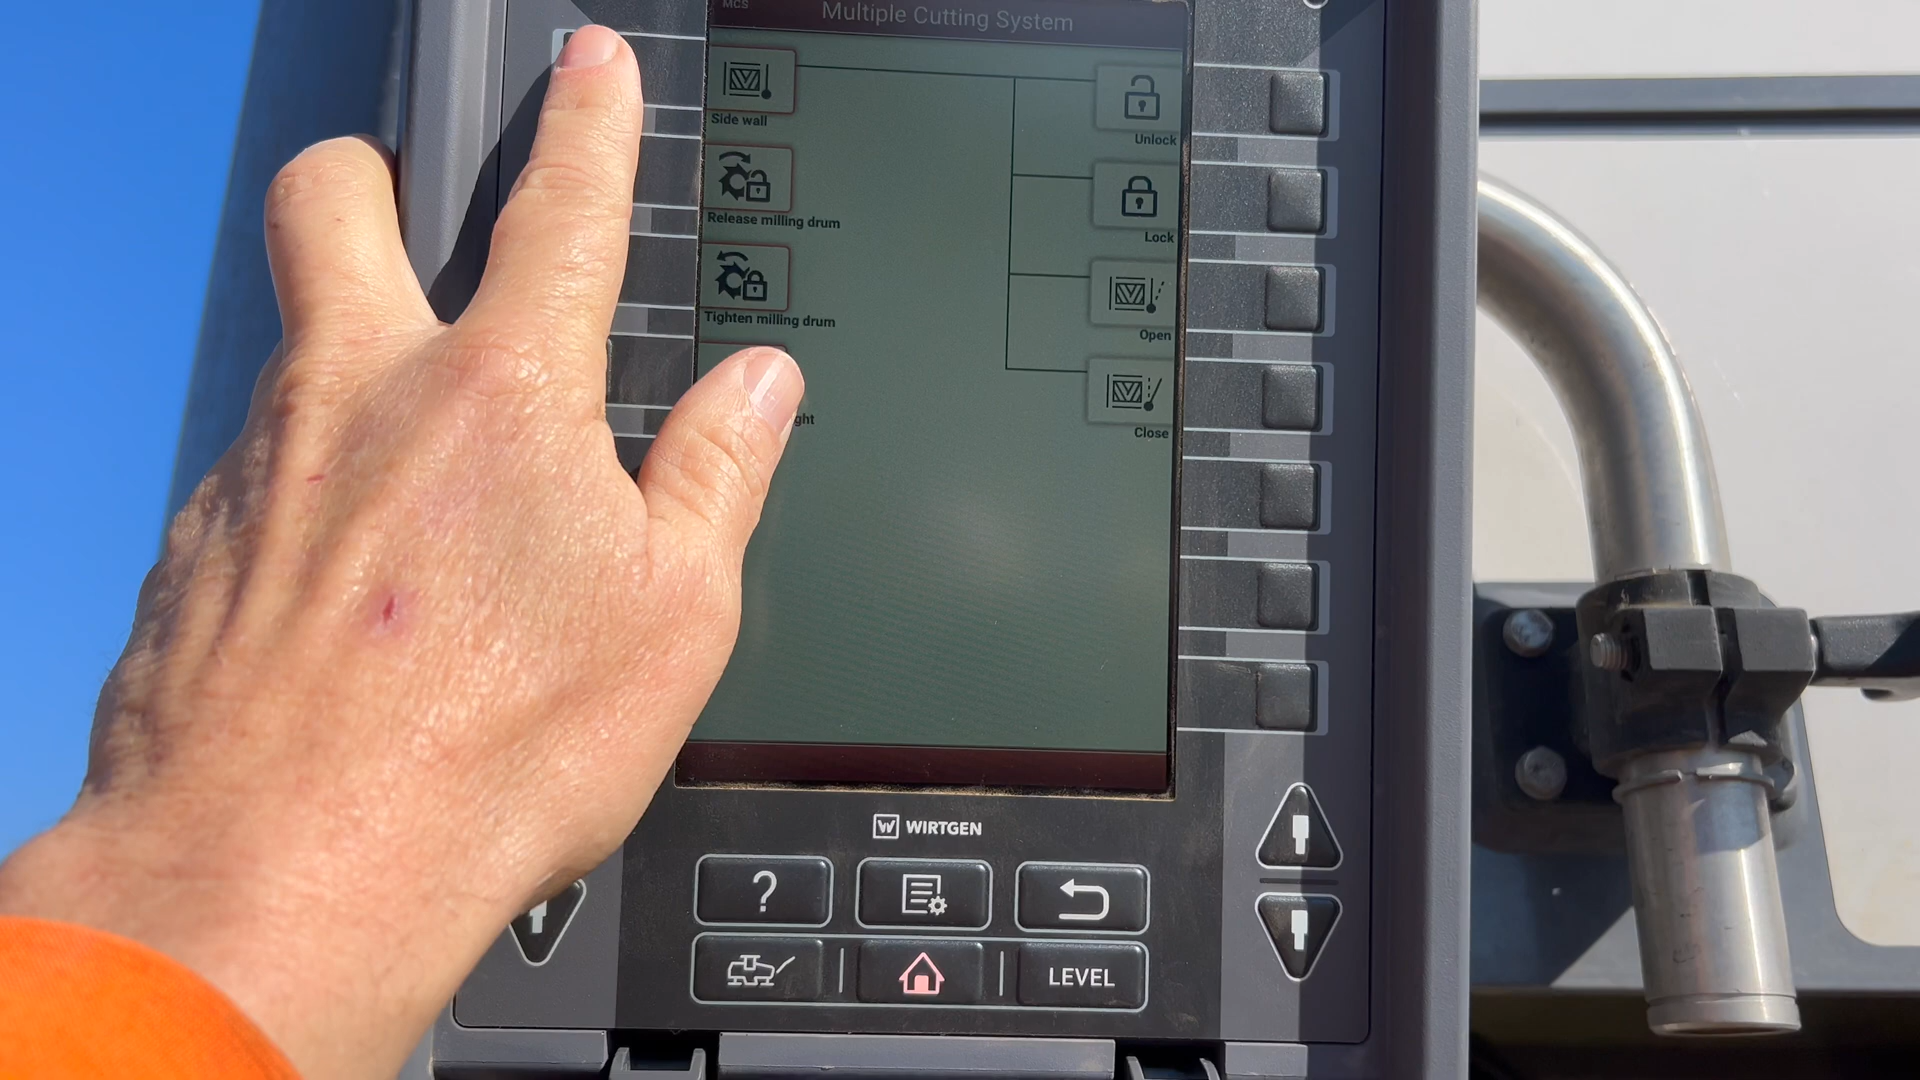 MCS
Multiple Cutting System
Side wall
Unlock
Release milling drum
Lock
Tighten milling drum
Open
Close
WIRTGEN
?
LEVEL